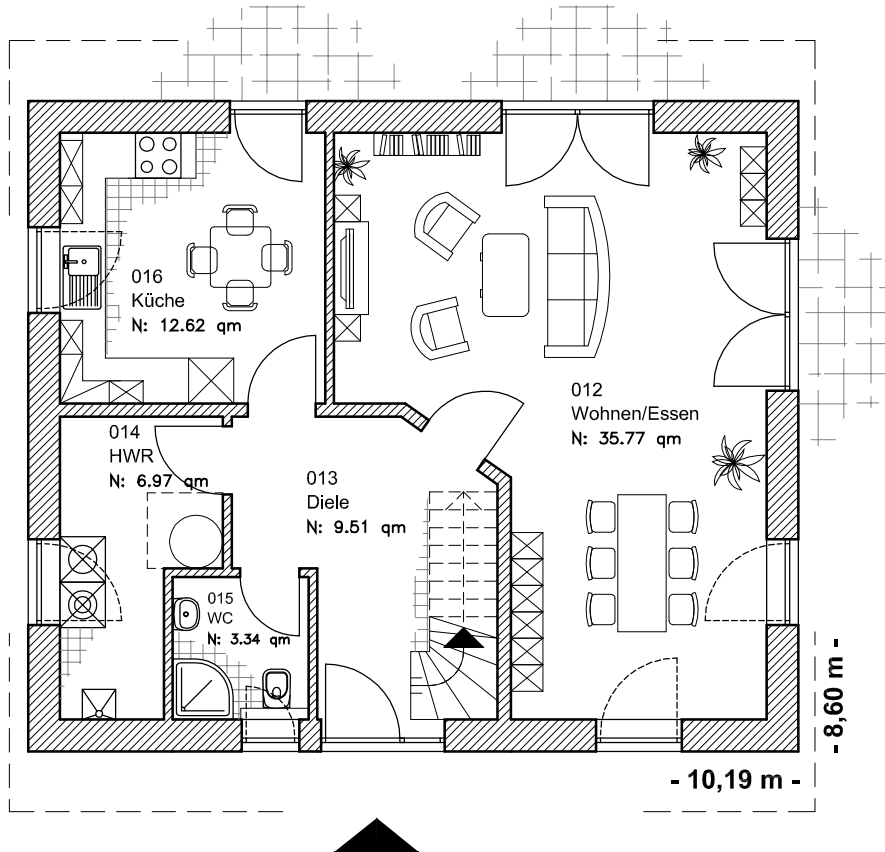 016
Küche
N: 12.62 qm
012
Wohnen/Essen
N: 35.77 qm
014
HWR
N: 6.97 qm
013
Diele
N: 9.51 qm
015
WC
N: 3.34 qm
- 8,60 m -
- 10,19 m -